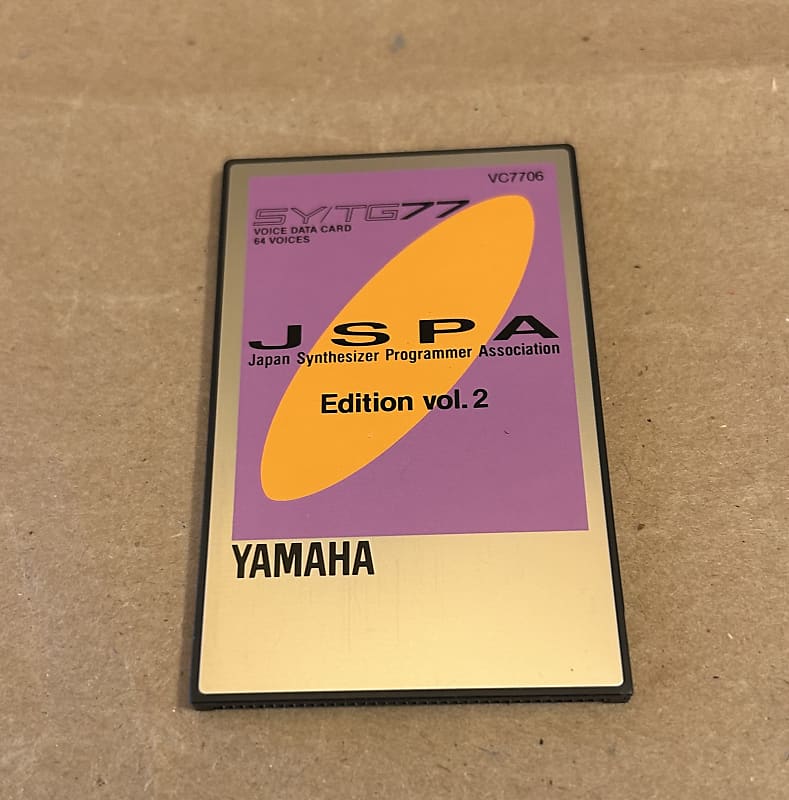 VC7706
SY/TG77
VOICE DATA CARD
64 VOICES
JSPA
Japan Synthesizer Programmer Association
Edition vol.2
YAMAHA